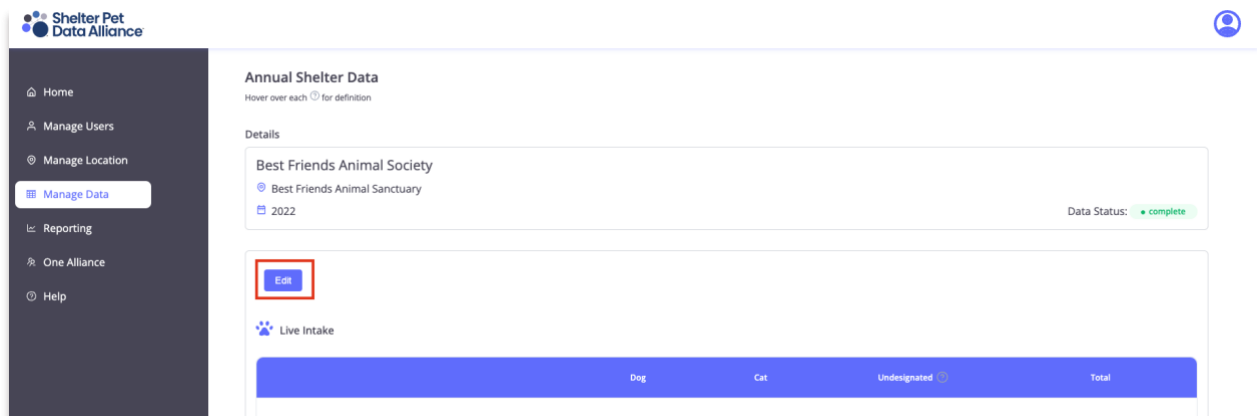 Shelter Pet
Data Alliance
Home
Manage Users
Manage Location
Manage Data
Reporting
One Alliance
Help
Annual Shelter Data
Hover over each ? for definition
Details
Best Friends Animal Society
Best Friends Animal Sanctuary
2022
Data Status: • complete
Edit
Live Intake
Dog Cat Undesignated ? Total